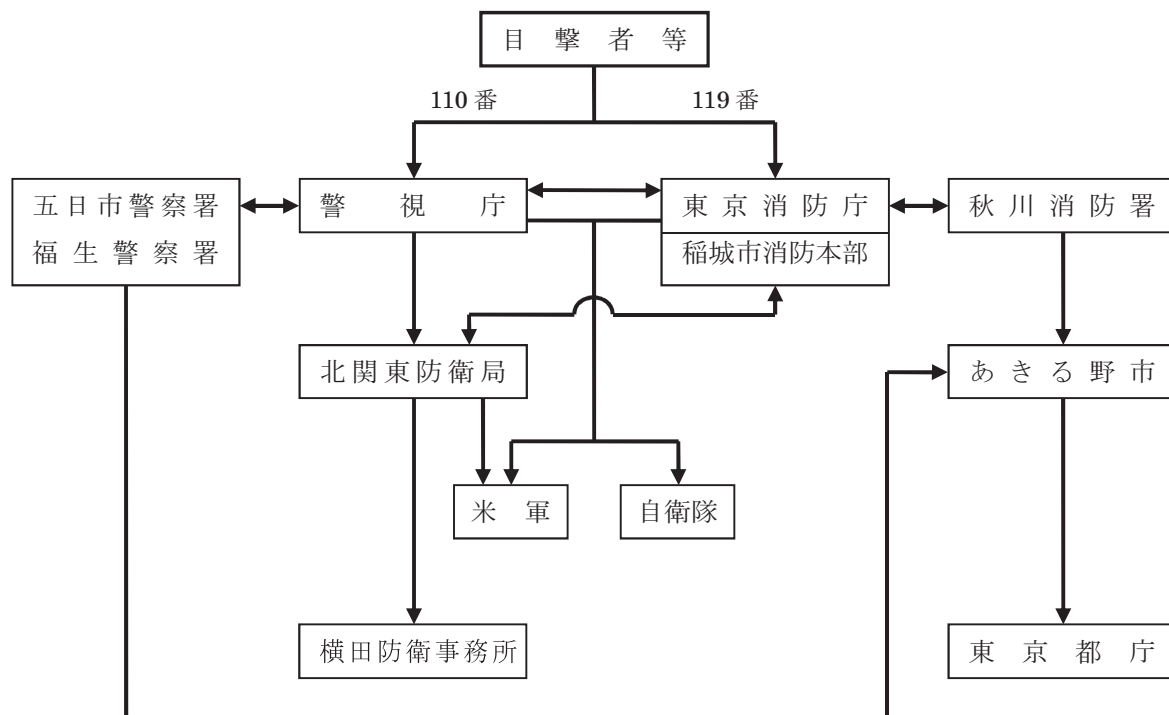 目撃者等
110番
119番
五日市警察署
福生警察署
警視庁
東京消防庁
稲城市消防本部
秋川消防署
北関東防衛局
あきる野市
米軍
自衛隊
横田防衛事務所
東京都庁